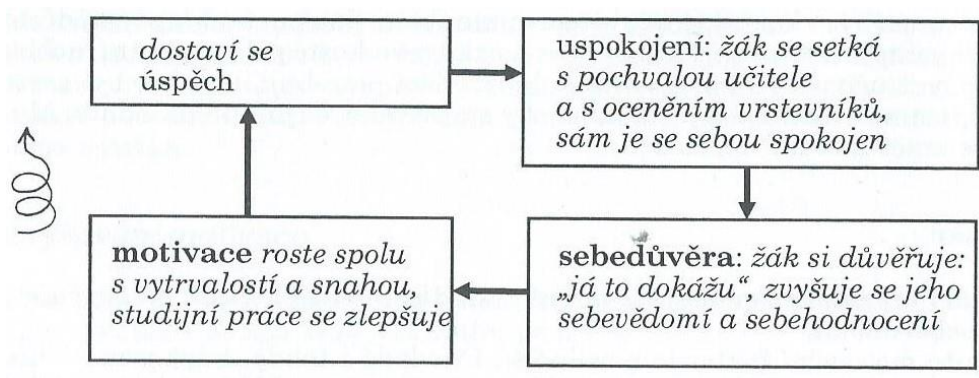 dostaví se
úspěch
uspokojení: žák se setká
s pochvalou učitele
a s oceněním vrstevníků,
sám je se sebou spokojen
sebedůvěra: žák si důvěřuje:
„já to dokážu“, zvyšuje se jeho
sebevědomí a sebehodnocení
motivace roste spolu
s vytrvalostí a snahou,
studijní práce se zlepšuje